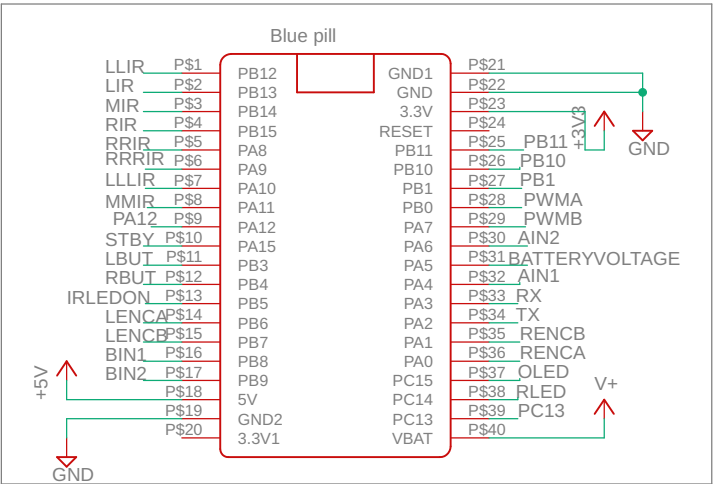 Blue pill
LLIR P$1 PB12 GND1 P$21
LIR P$2 PB13 GND P$22
MIR P$3 PB14 3.3V P$23 +3V3
RIR P$4 PB15 RESET P$24 GND
RRIR P$5 PA8 PB11 P$25 PB11
RRRIR P$6 PA9 PB10 P$26 PB10
LLLIR P$7 PA10 PB1 P$27 PB1
MMIR P$8 PA11 PB0 P$28 PWMA
PA12 P$9 PA12 PA7 P$29 PWMB
STBY P$10 PA15 PA6 P$30 AIN2
LBUT P$11 PB3 PA5 P$31 BATTERYVOLTAGE
RBUT P$12 PB4 PA4 P$32 AIN1
IRLEDON P$13 PB5 PA3 P$33 RX
LENCA P$14 PB6 PA2 P$34 TX
LENCB P$15 PB7 PA1 P$35 RENCB
BIN1 P$16 PB8 PA0 P$36 RENCA
BIN2 P$17 PB9 PC15 P$37 OLED
+5V P$18 5V PC14 P$38 RLED V+
P$19 GND2 PC13 P$39 PC13
P$20 3.3V1 VBAT P$40
GND